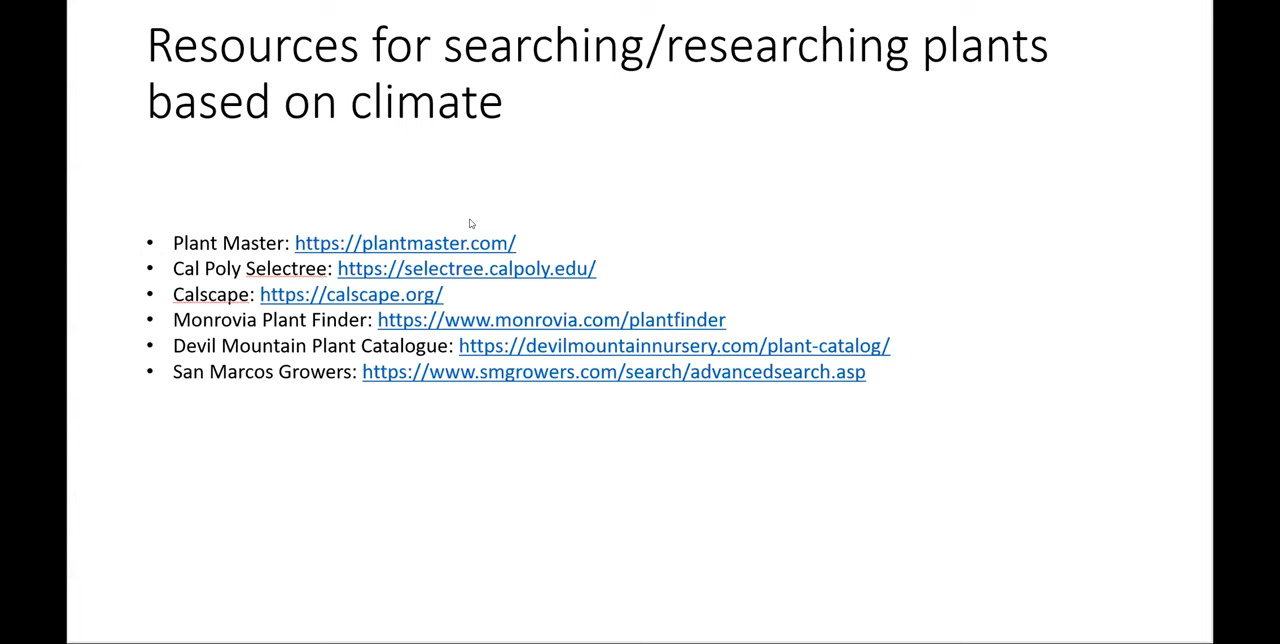 Resources for searching/researching plants
based on climate
• Plant Master: https://plantmaster.com/
• Cal Poly Selectree: https://selectree.calpoly.edu/
• Calscape: https://calscape.org/
• Monrovia Plant Finder: https://www.monrovia.com/plantfinder
• Devil Mountain Plant Catalogue: https://devilmountainnursery.com/plant-catalog/
• San Marcos Growers: https://www.smgrowers.com/search/advancedsearch.asp